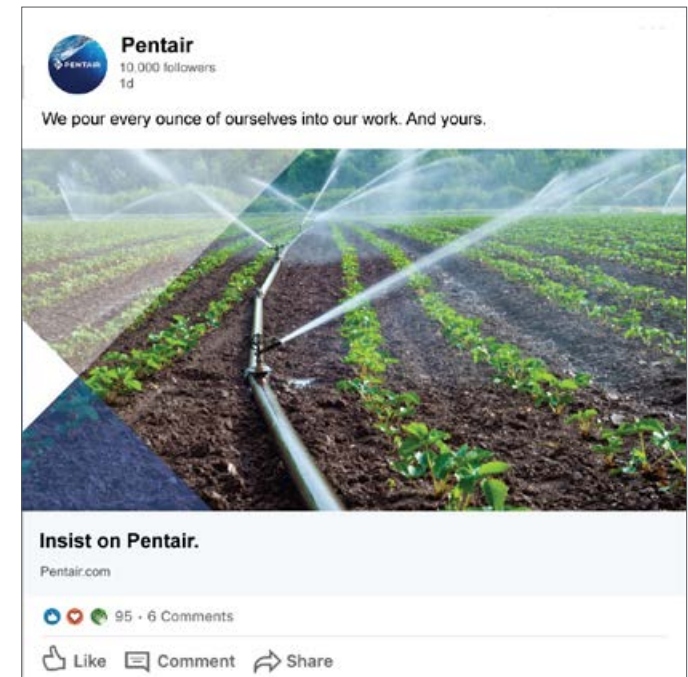 PENTAIR
Pentair
10,000 followers
1d
We pour every ounce of ourselves into our work. And yours.
Insist on Pentair.
Pentair.com
95 · 6 Comments
Like Comment Share